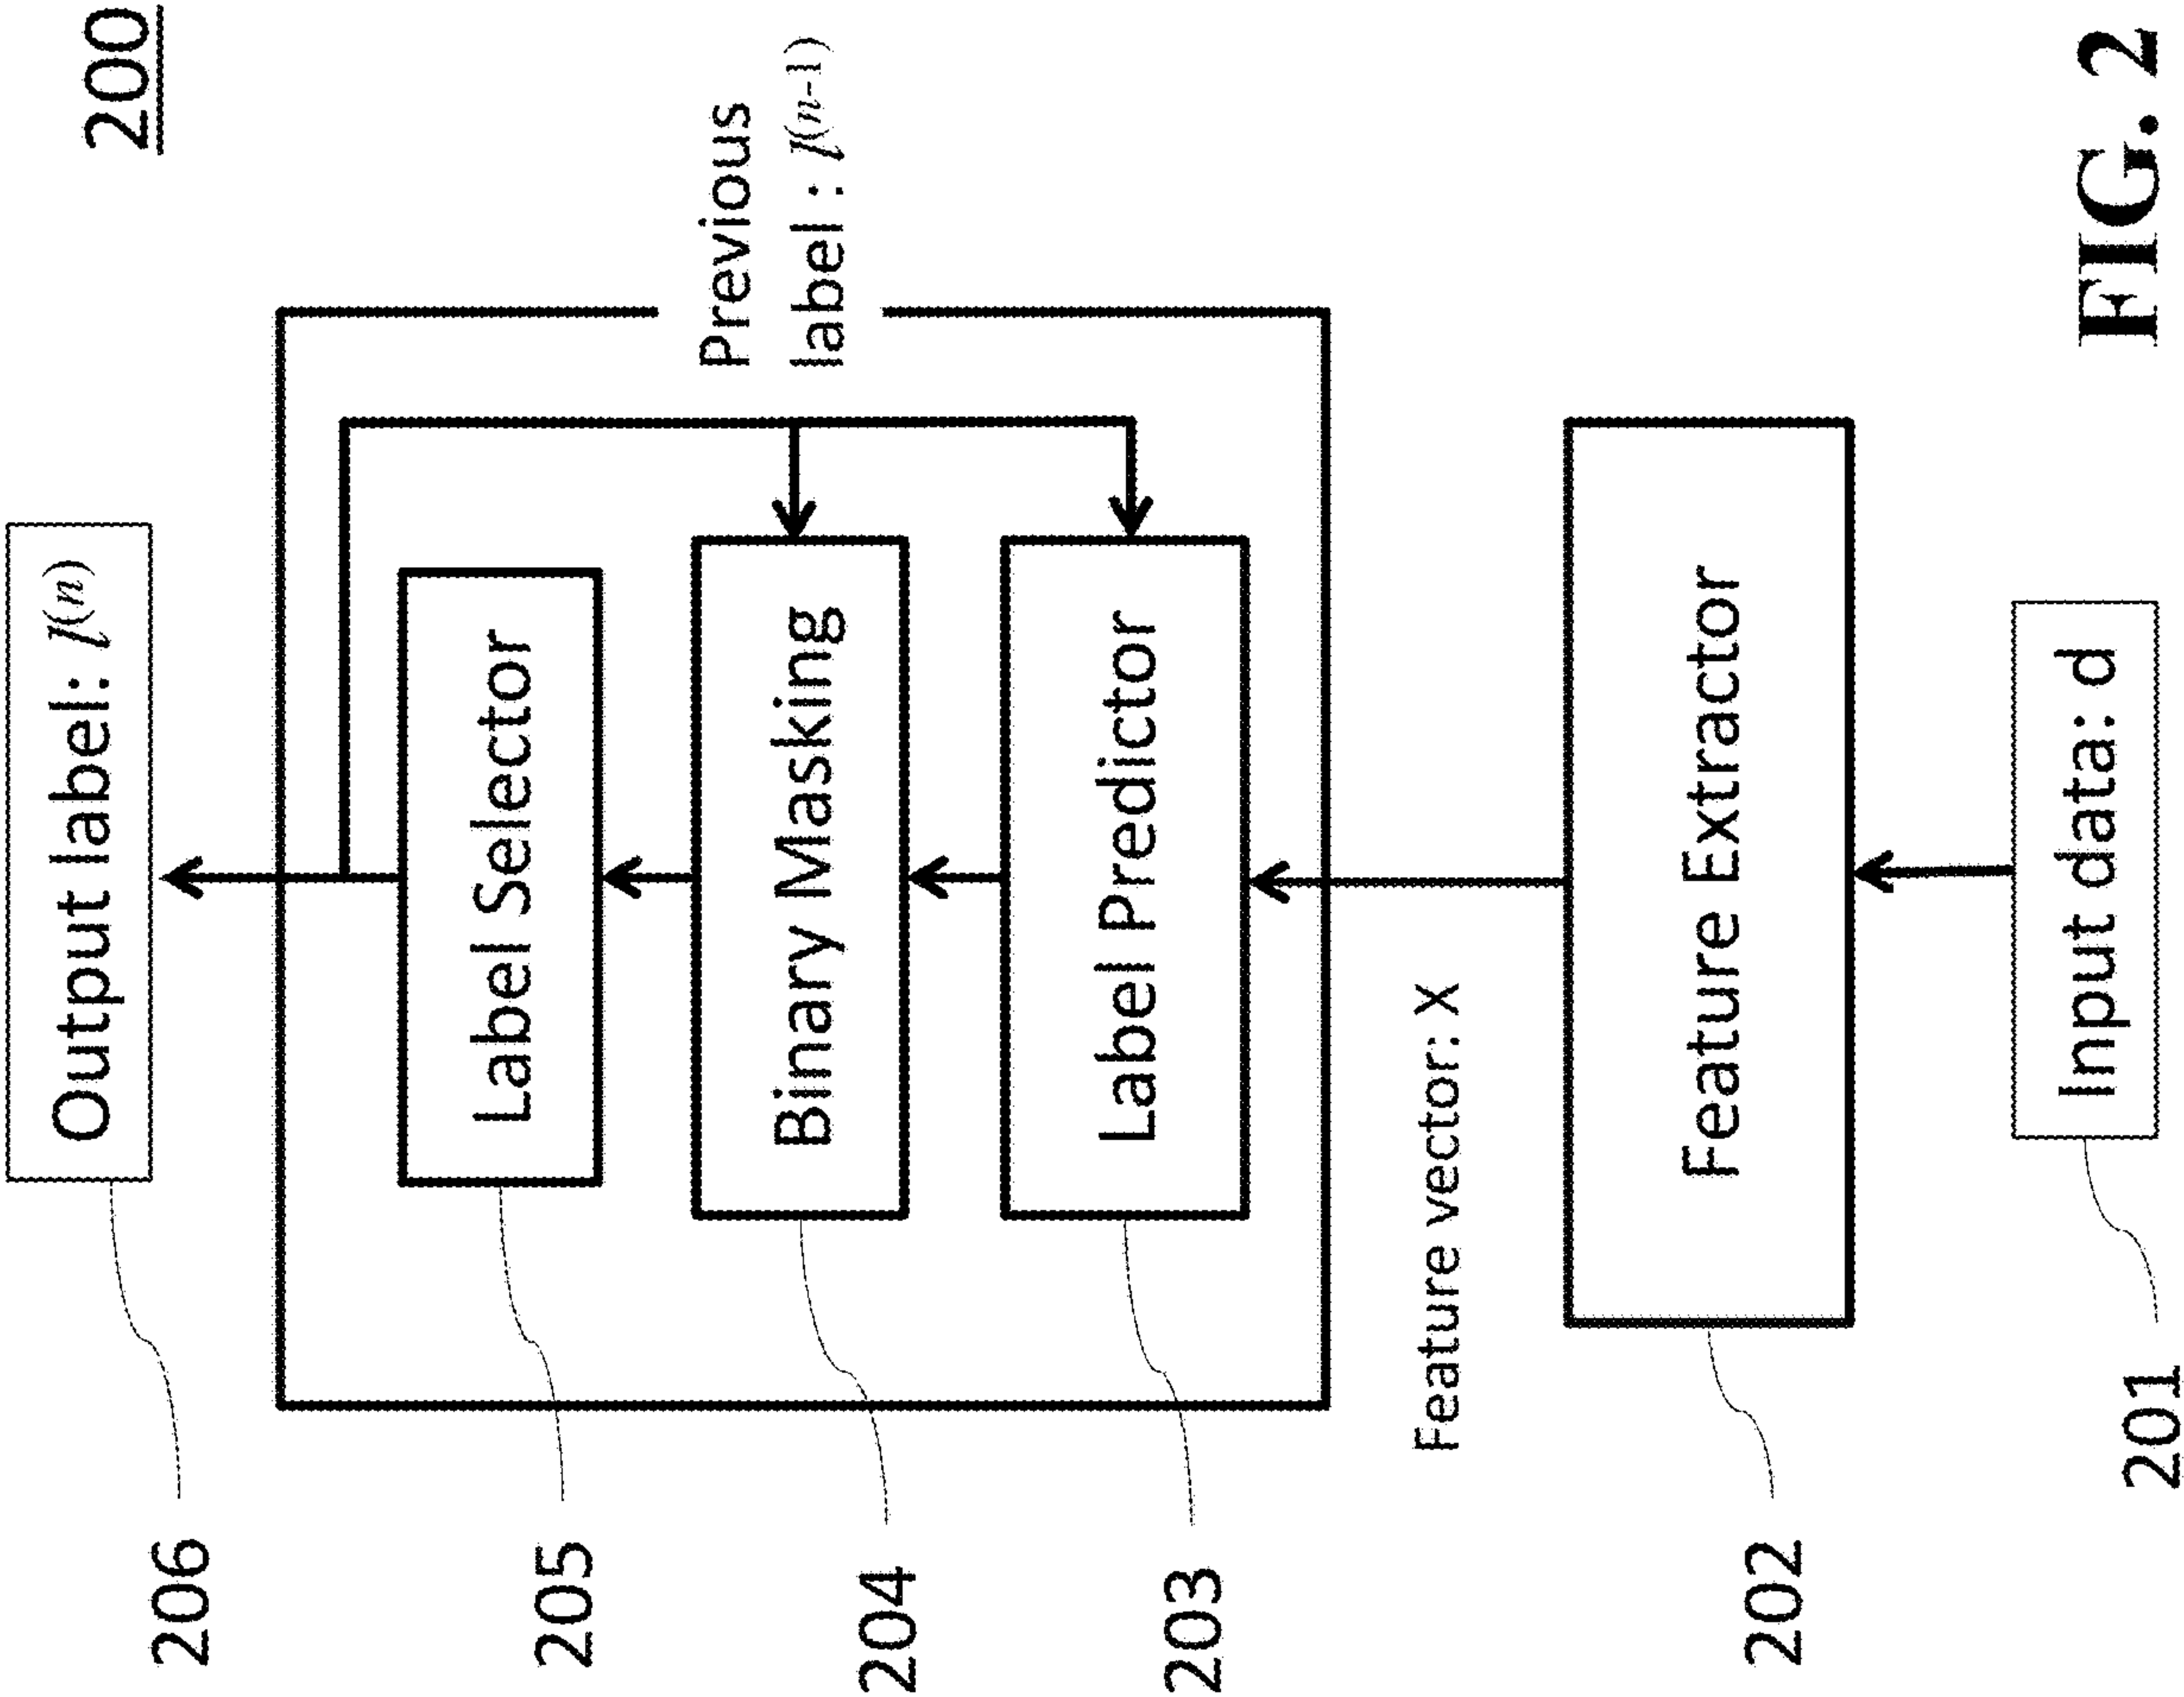 200
Output label: l(n)
206
Label Selector
205
Previous
label : l(n-1)
Binary Masking
204
Label Predictor
203
Feature vector: X
Feature Extractor
202
Input data: d
201
FIG. 2